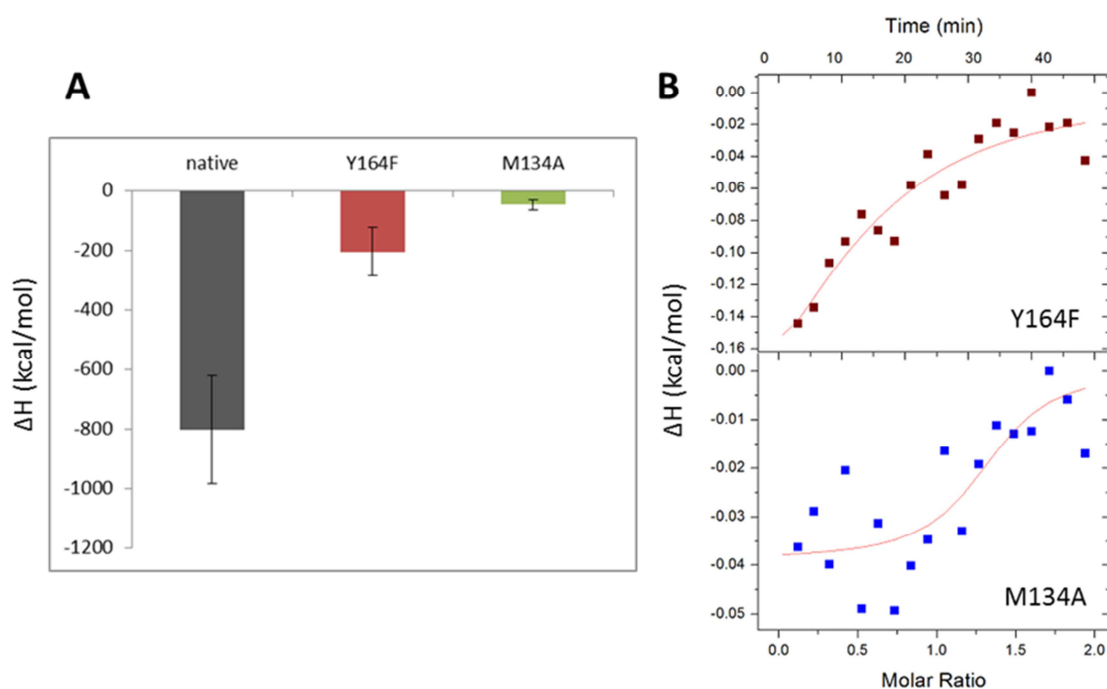 A
native Y164F M134A
0
-200
-400
-600
-800
-1000
-1200
ΔH (kcal/mol)
B
Time (min)
0 10 20 30 40
0.00
-0.02
-0.04
-0.06
-0.08
-0.10
-0.12
-0.14
-0.16
Y164F
ΔH (kcal/mol)
0.00
-0.01
-0.02
-0.03
-0.04
-0.05
M134A
0.0 0.5 1.0 1.5 2.0
Molar Ratio